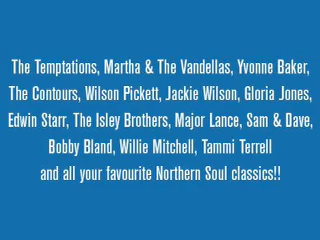 The Temptations, Martha & The Vandellas, Yvonne Baker,
The Contours, Wilson Pickett, Jackie Wilson, Gloria Jones,
Edwin Starr, The Isley Brothers, Major Lance, Sam & Dave,
Bobby Bland, Willie Mitchell, Tammi Terrell
and all your favourite Northern Soul classics!!